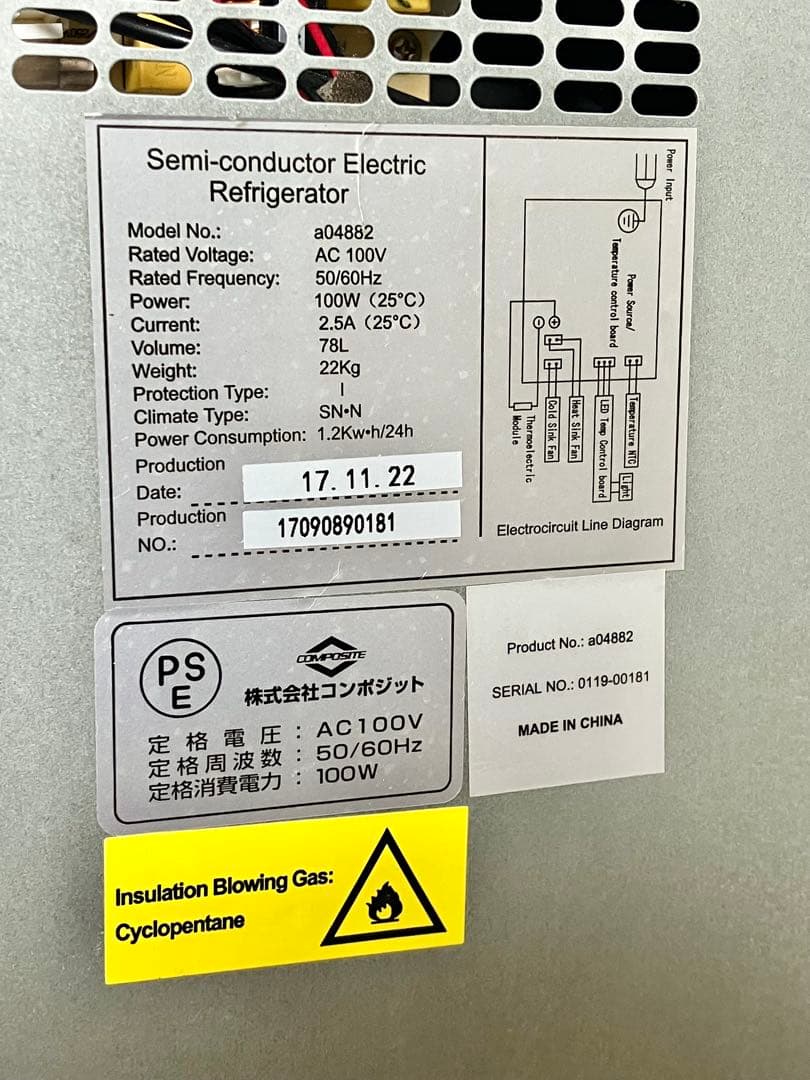 Semi-conductor Electric
Refrigerator
Model No.: a04882
Rated Voltage: AC 100V
Rated Frequency: 50/60Hz
Power: 100W (25°C)
Current: 2.5A (25°C)
Volume: 78L
Weight: 22Kg
Protection Type: I
Climate Type: SN•N
Power Consumption: 1.2Kw•h/24h
Production
Date: 17.11.22
Production
NO.: 17090890181
Power Input
Power Source/
Temperature control board
Thermoelectric
Module
Cold Sink Fan
Heat Sink Fan
LED Temp Control board
Light
Temperature NTC
Electrocircuit Line Diagram
PS
E
COMPOSITE
株式会社コンポジット
定格電圧 : AC100V
定格周波数 : 50/60Hz
定格消費電力 : 100W
Product No.: a04882
SERIAL NO.: 0119-00181
MADE IN CHINA
Insulation Blowing Gas:
Cyclopentane